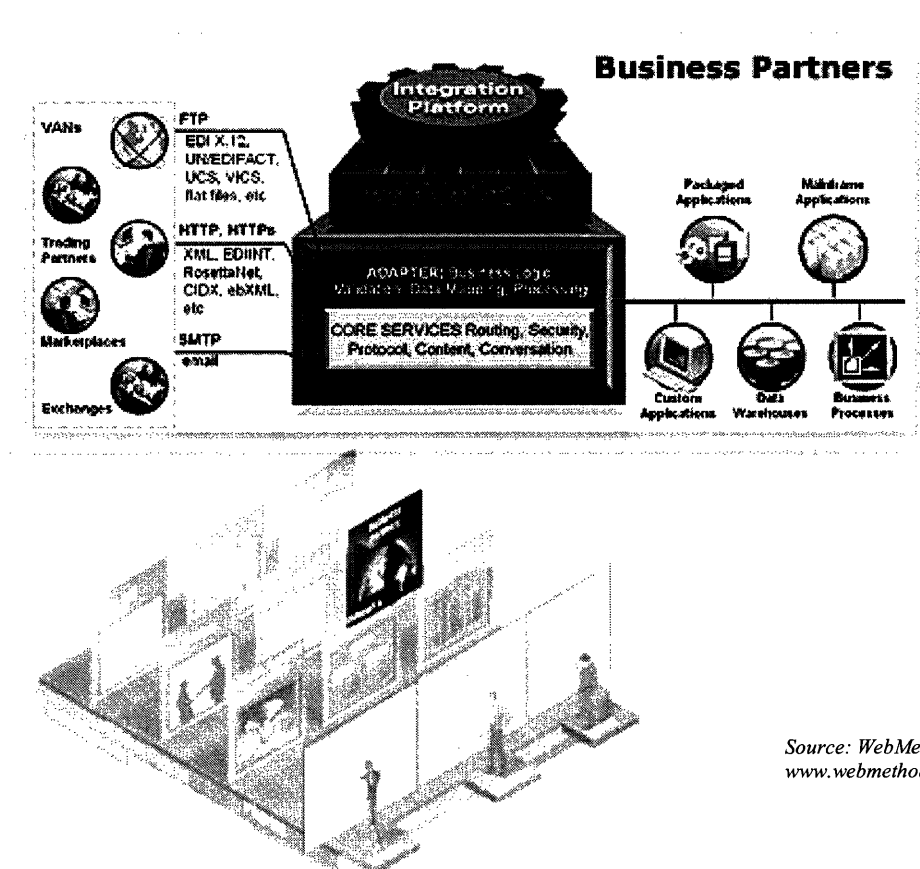 Business Partners
Integration
Platform
VANs
FTP
EDI X.12,
UN/EDIFACT,
UCS, VICS,
flat files, etc
Trading
Partners
HTTP, HTTPs
XML, EDIINT,
RosettaNet,
CIDX, ebXML,
etc
Marketplaces
SMTP
email
Exchanges
ADAPTER; Business Logic
Data Mapping, Processing
CORE SERVICES Routing, Security,
Protocol, Content, Conversation
Packaged
Applications
Mainframe
Applications
Custom
Applications
Data
Warehouses
Business
Processes
Source: WebMe
www.webmetho